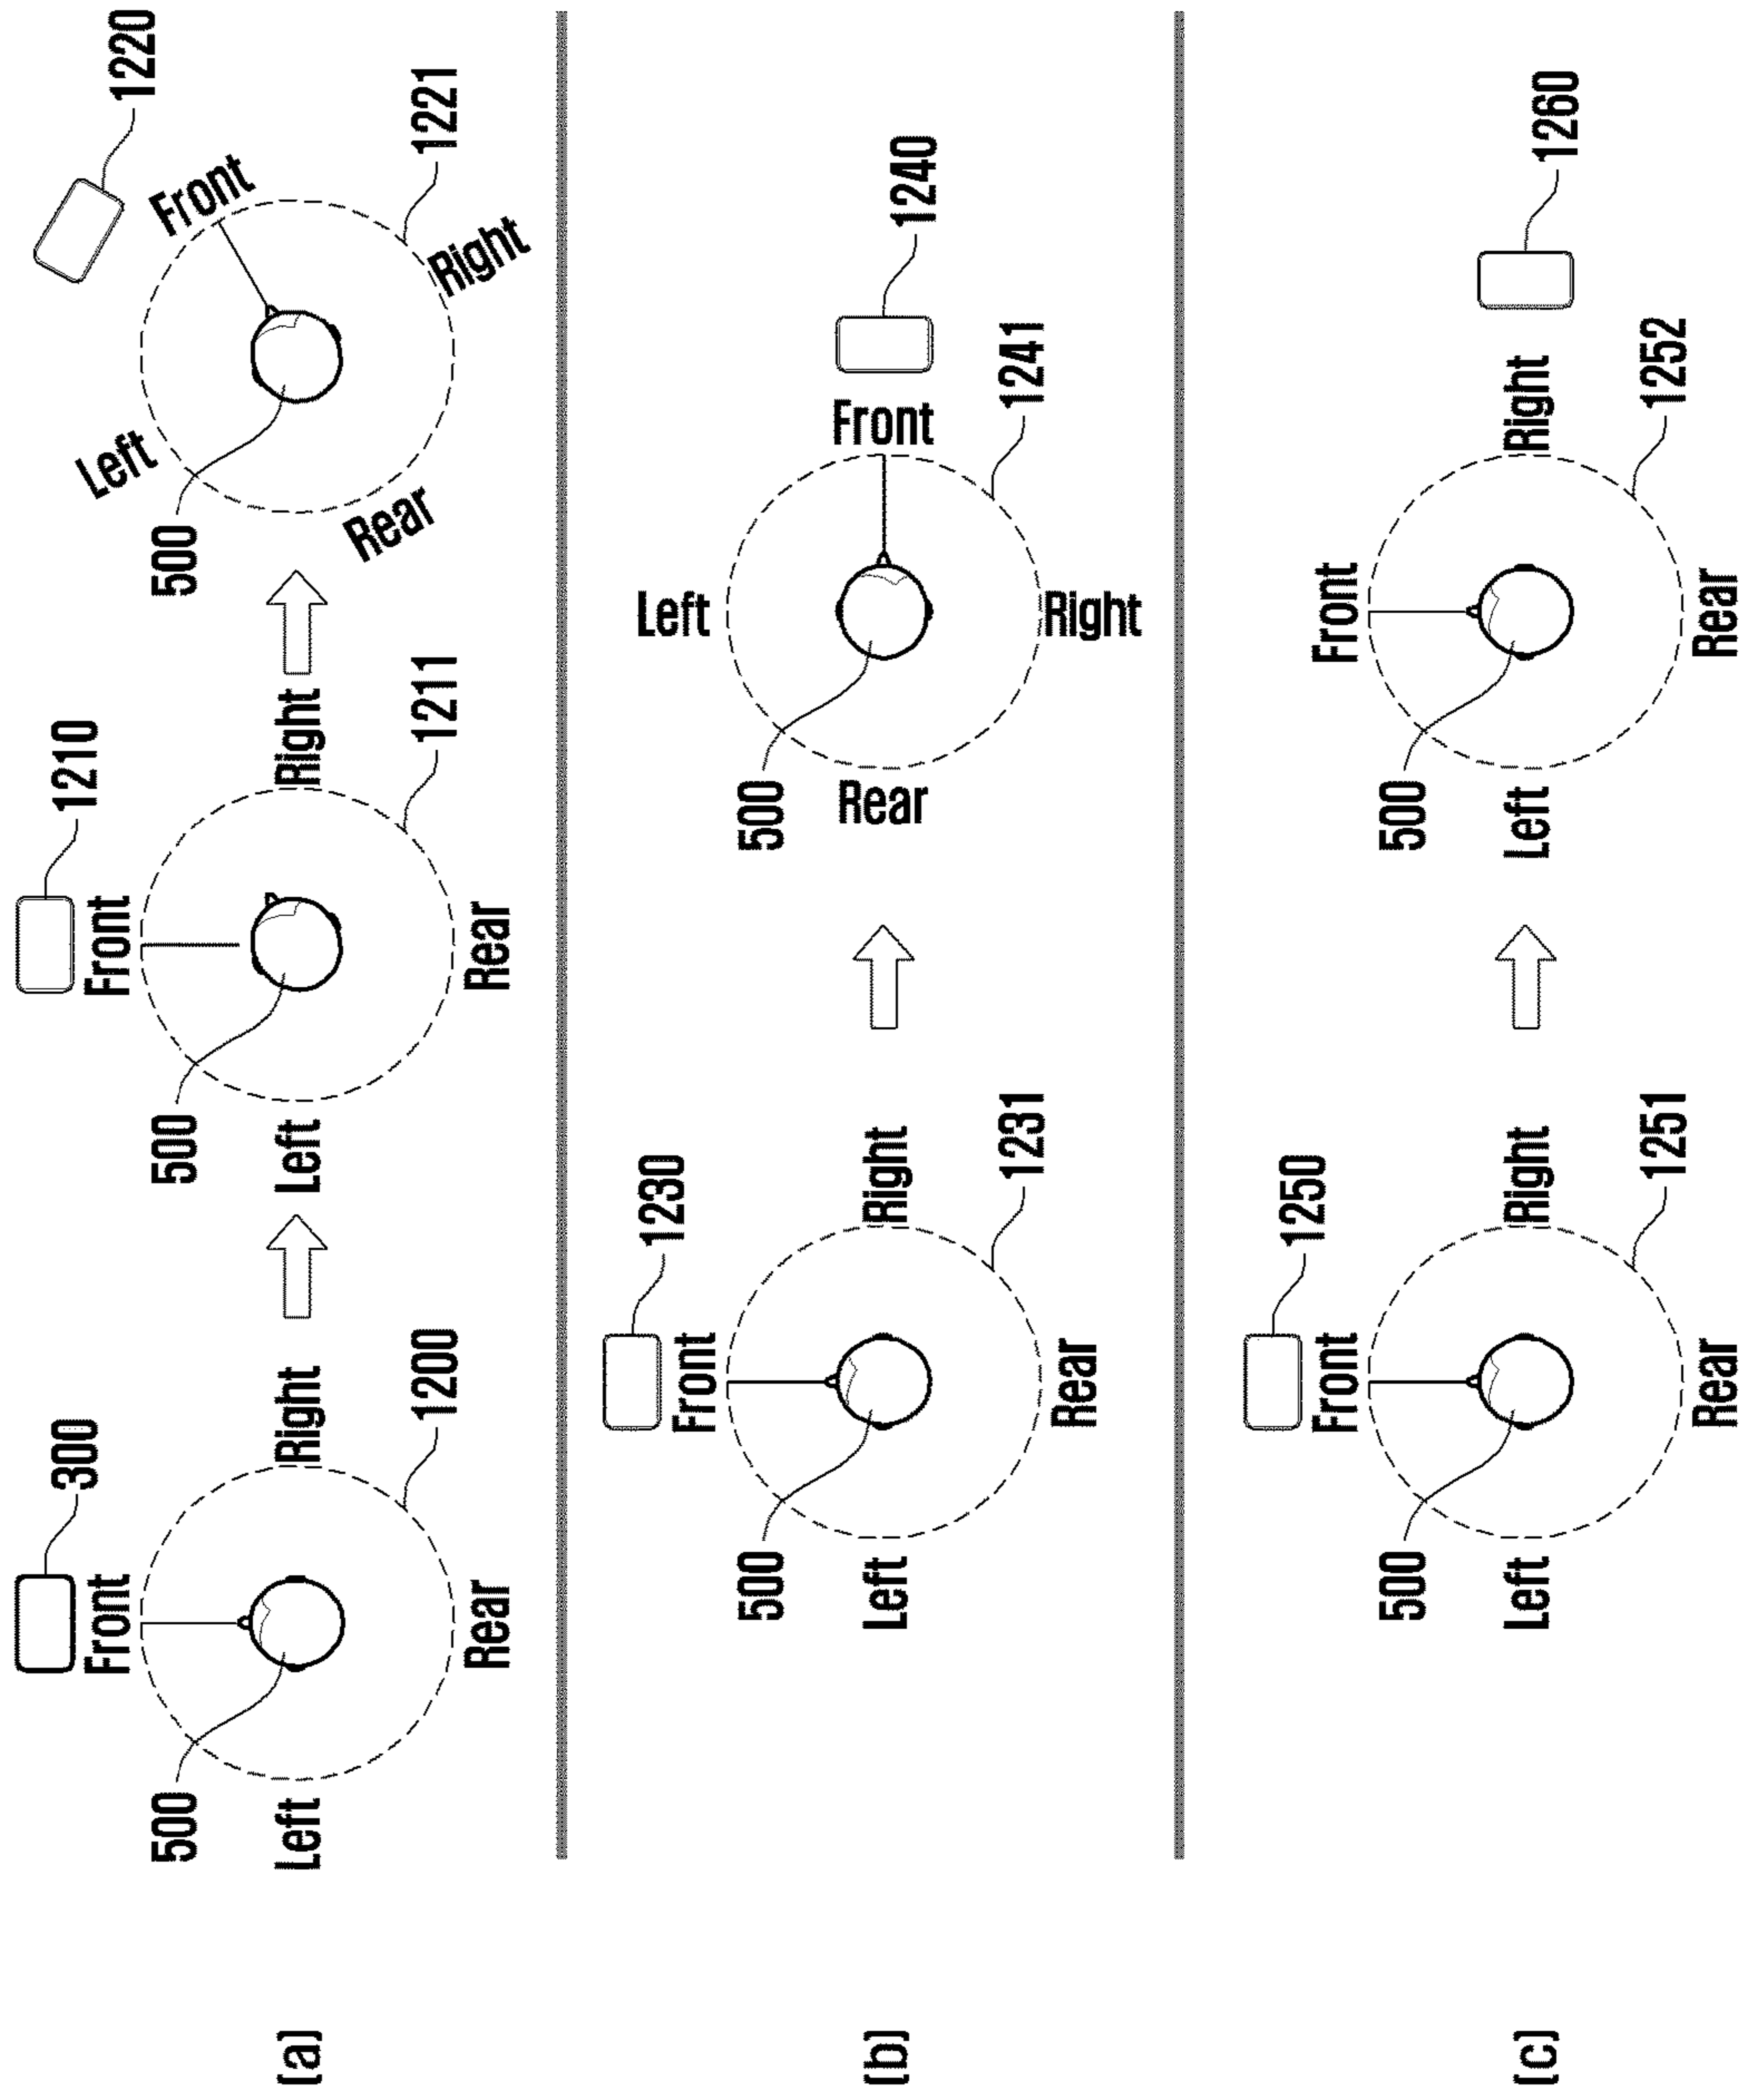 (a)
300
Front
500
Left
Right
1200
Rear
1210
Front
500
Left
Right
1211
Rear
1220
Front
Left
500
Rear
Right
1221
(b)
1230
Front
500
Left
Right
1231
Rear
Left
500
Rear
Front
1240
1241
Right
(c)
1250
Front
500
Left
Right
1251
Rear
Front
500
Left
Right
1260
1252
Rear